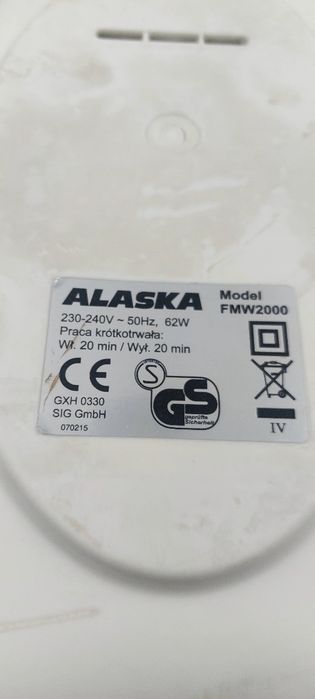 ALASKA
Model
FMW2000
230-240V ~ 50Hz, 62W
Praca krótkotrwała:
Wł. 20 min / Wył. 20 min
CE
S
GS
geprüfte
Sicherheit
GXH 0330
SIG GmbH
070215
IV